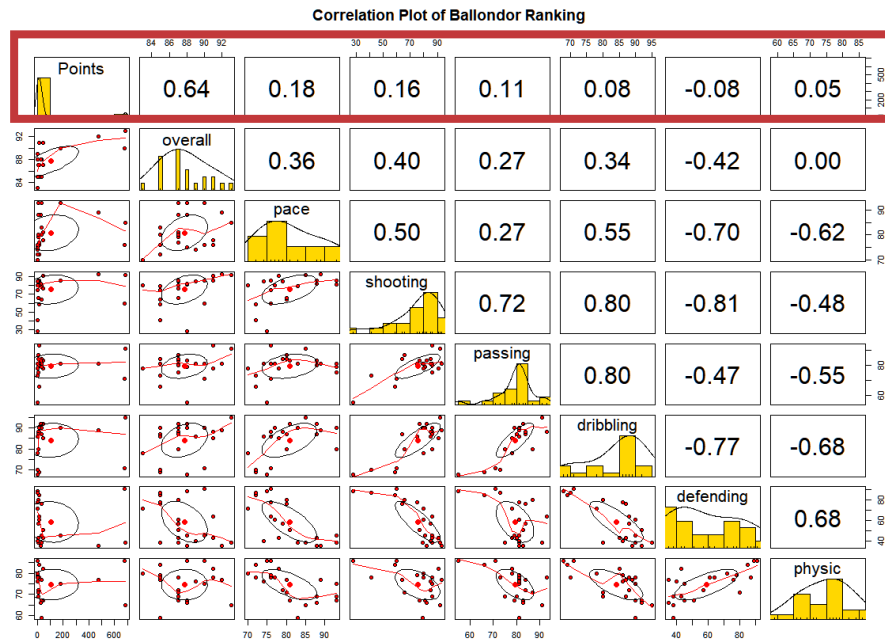 Correlation Plot of Ballondor Ranking
84 86 88 90 92 30 50 70 90 70 75 80 85 90 95 60 65 70 75 80 85
Points 0.64 0.18 0.16 0.11 0.08 -0.08 0.05
0 200 500
overall 0.36 0.40 0.27 0.34 -0.42 0.00
84 88 92
pace 0.50 0.27 0.55 -0.70 -0.62
70 80 90
shooting 0.72 0.80 -0.81 -0.48
30 50 70 90
passing 0.80 -0.47 -0.55
60 80
dribbling -0.77 -0.68
70 80 90
defending 0.68
40 60 80
physic
60 70 80
0 200 400 600 70 75 80 85 90 60 70 80 90 40 60 80